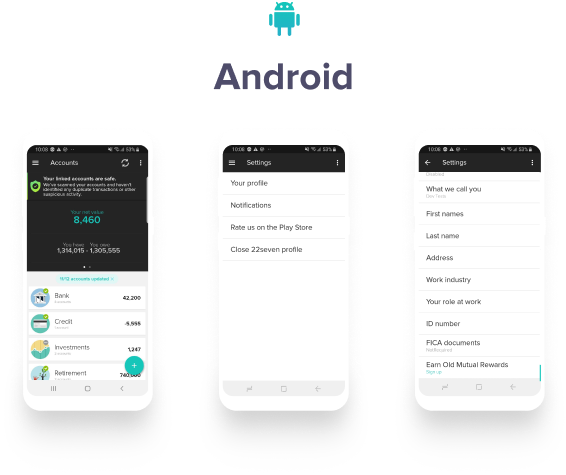 Android
10:08
53%
Accounts
Your linked accounts are safe.
We've scanned your accounts and haven't
identified any duplicate transactions or other
suspicious activity.
Your net value
8,460
You have You owe
1,314,015 - 1,305,555
11/12 accounts updated
Bank
42,200
Credit
-5,555
Investments
1,247
Retirement
740,000
+
10:08
53%
Settings
Your profile
Notifications
Rate us on the Play Store
Close 22seven profile
10:08
53%
Settings
Disabled
What we call you
First names
Last name
Address
Work industry
Your role at work
ID number
FICA documents
Not Required
Earn Old Mutual Rewards
Sign up